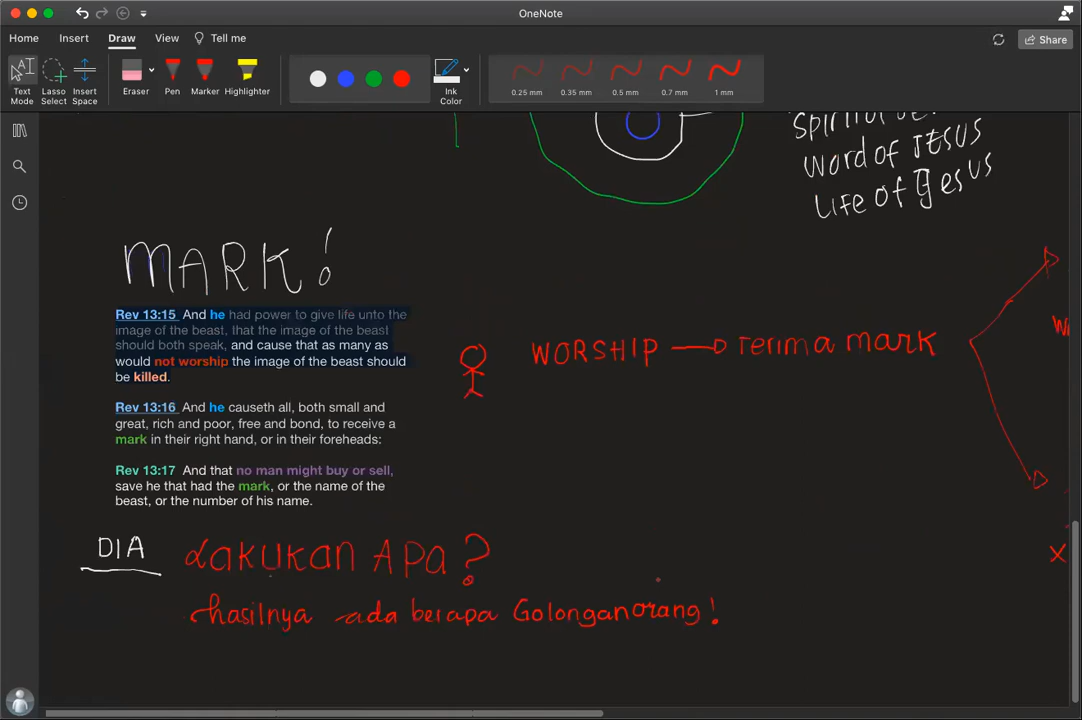 OneNote
Home Insert Draw View Tell me
Share
Text Mode
Lasso Select
Insert Space
Eraser
Pen
Marker
Highlighter
Ink Color
0.25 mm
0.35 mm
0.5 mm
0.7 mm
1 mm
word of Jesus
Life of Jesus
MARK!
Rev 13:15 And he had power to give life unto the
image of the beast, that the image of the beast
should both speak, and cause that as many as
would not worship the image of the beast should
be killed.
WORSHIP Terima mark
Rev 13:16 And he causeth all, both small and
great, rich and poor, free and bond, to receive a
mark in their right hand, or in their foreheads:
Rev 13:17 And that no man might buy or sell,
save he that had the mark, or the name of the
beast, or the number of his name.
DIA Lakukan APa?
X
hasilnya ada berapa Golongan orang!